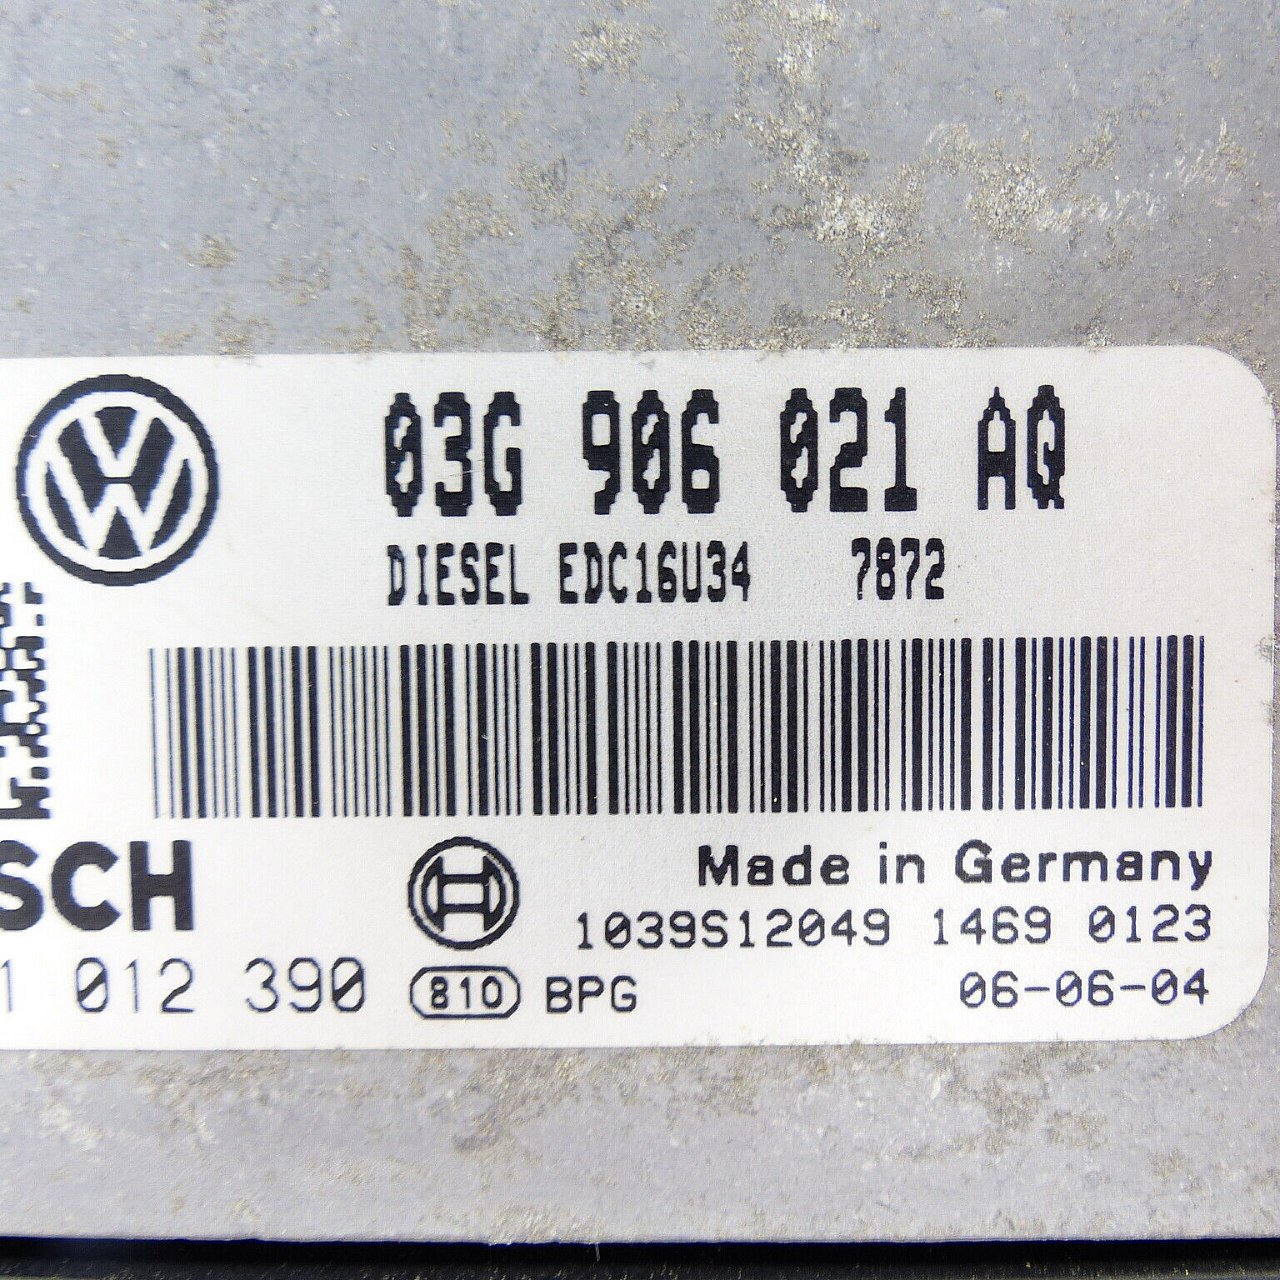 03G 906 021 AQ
DIESEL EDC16U34 7872
SCH
Made in Germany
1039S12049 1469 0123
1 012 390 810 BPG 06-06-04